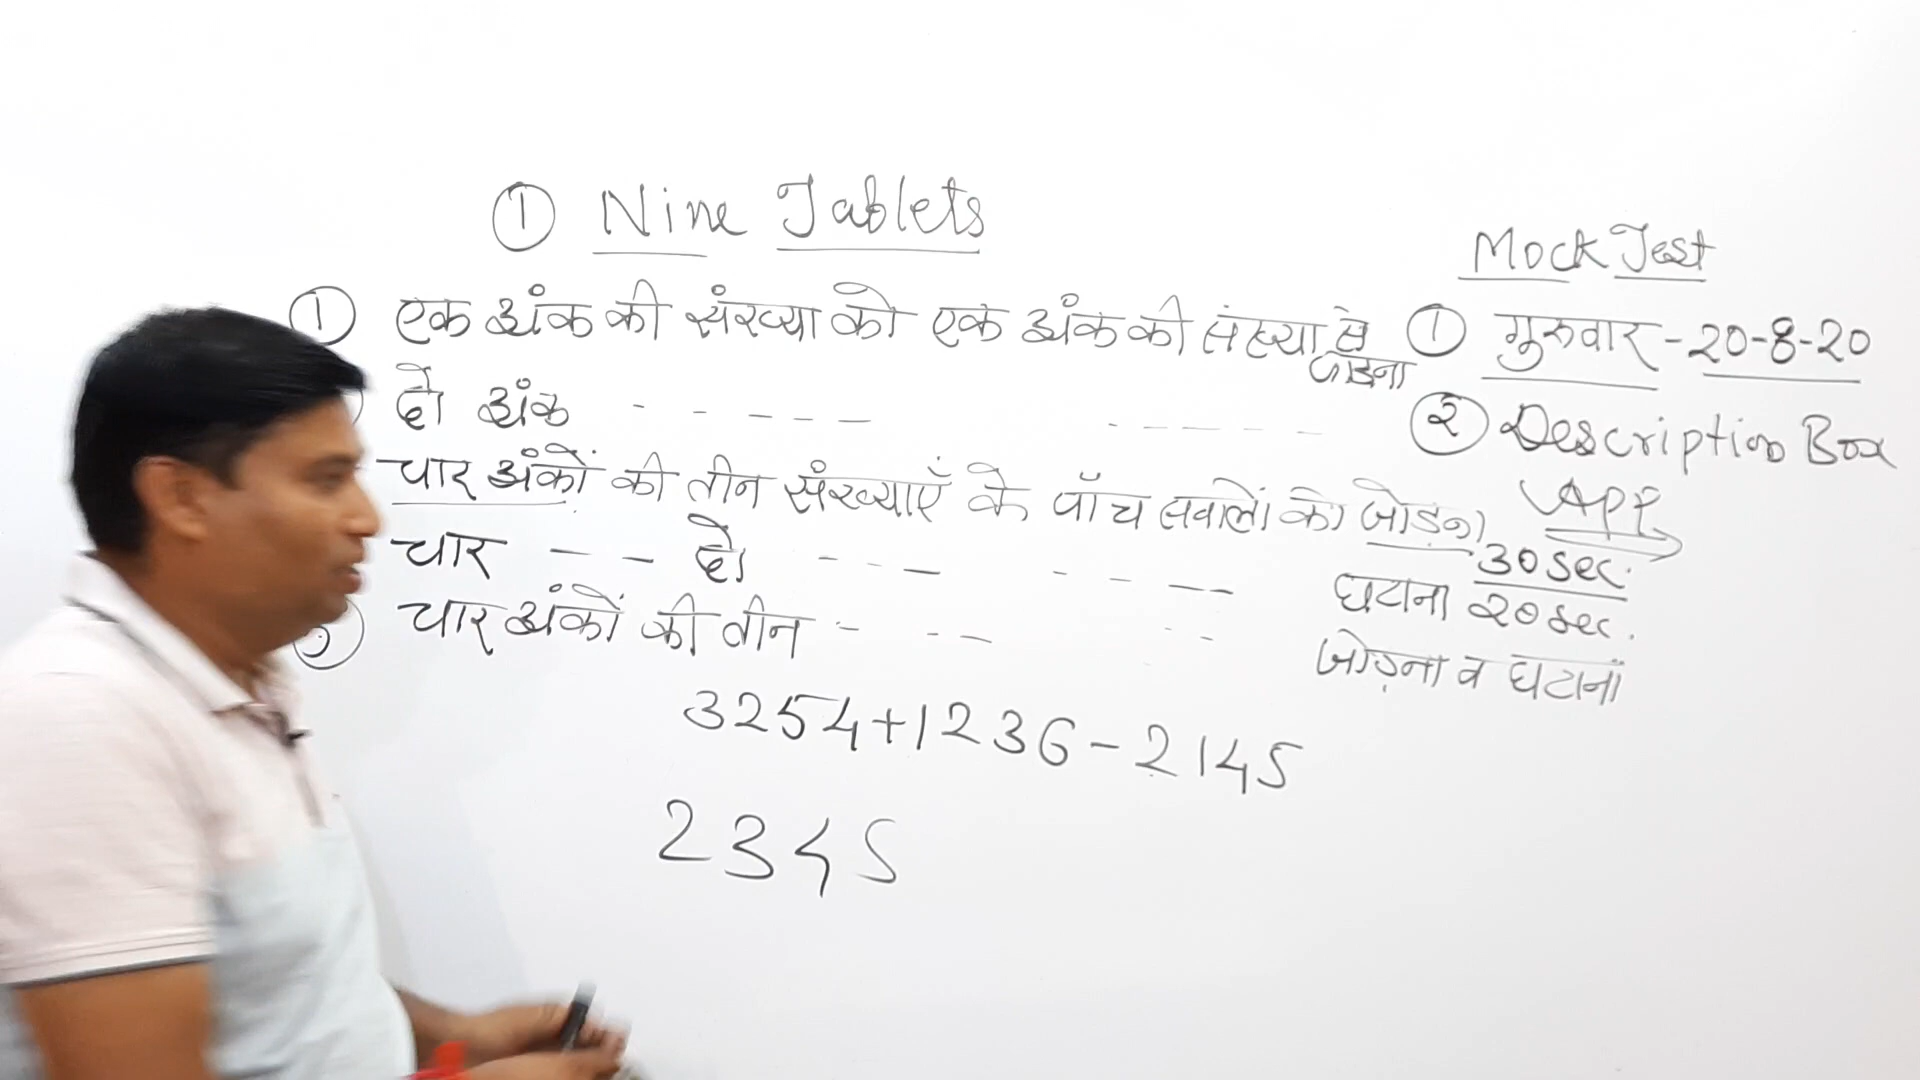 ① Nine Tablets
Mock Test
① एक अंक की संख्या को एक अंक की संख्या से
जोड़ना
① गुरुवार - 20-8-20
दो अंक - - - - - - - - - -
② Description Box
चार अंकों की तीन संख्याएँ के पाँच सवालों को जोड़ना
App
30 sec.
चार - - दो - - - - - - -
घटाना 20 sec.
चार अंकों की तीन - - - - -
जोड़ना व घटाना
3254+1236-2145
2345